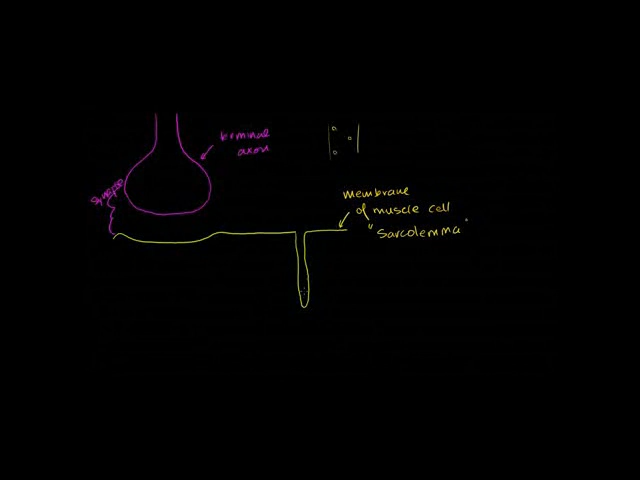 terminal
axon
synapse
membrane
of muscle cell
"sarcolemma"